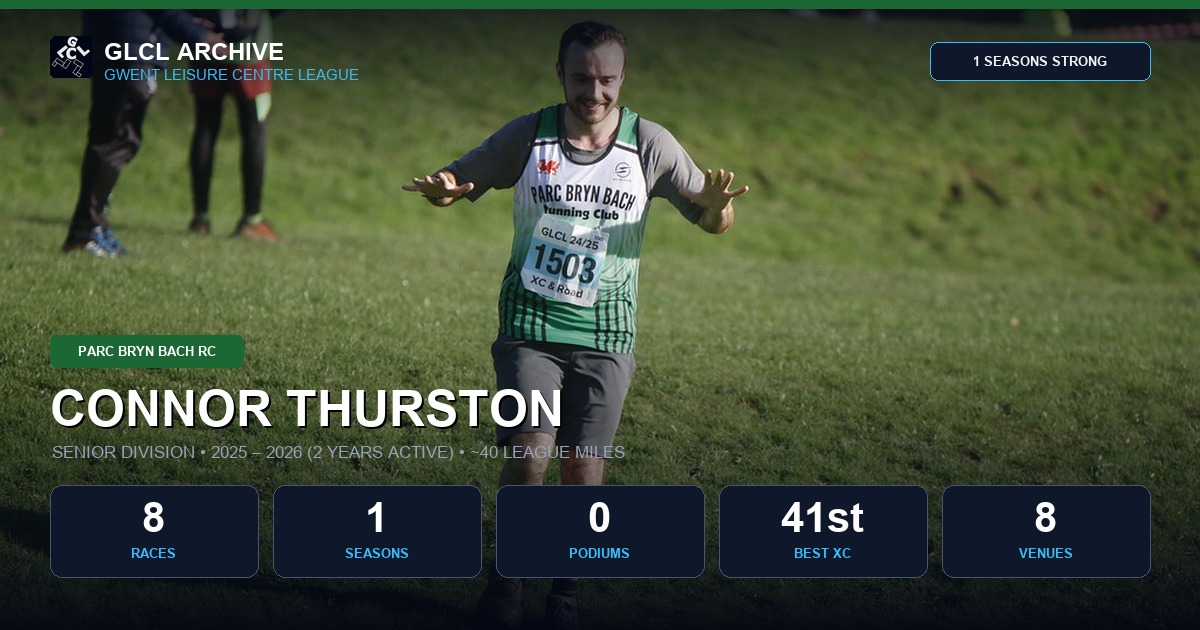 GLCL ARCHIVE
GWENT LEISURE CENTRE LEAGUE
1 SEASONS STRONG
PARC BRYN BACH
Running Club
GLCL 24/25
1503
XC & Road
PARC BRYN BACH RC
CONNOR THURSTON
SENIOR DIVISION • 2025 – 2026 (2 YEARS ACTIVE) • ~40 LEAGUE MILES
8
RACES
1
SEASONS
0
PODIUMS
41st
BEST XC
8
VENUES